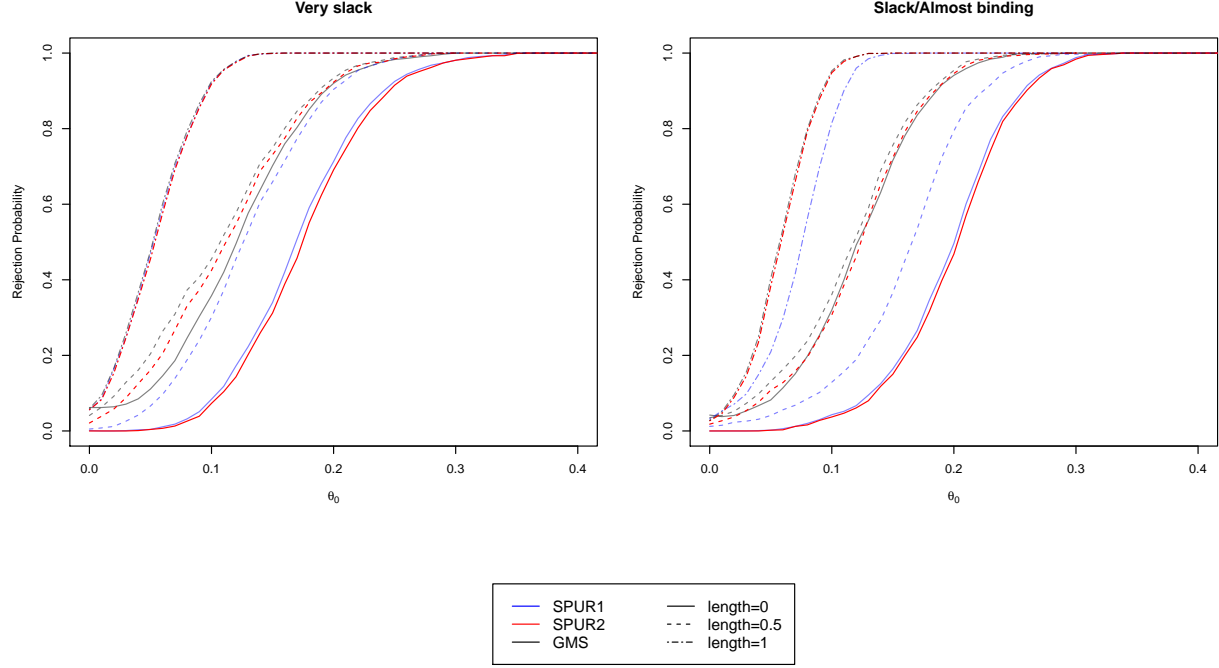 Very slack
Rejection Probability
0.0
0.2
0.4
0.6
0.8
1.0
0.0
0.1
0.2
0.3
0.4
θ0
Slack/Almost binding
Rejection Probability
0.0
0.2
0.4
0.6
0.8
1.0
0.0
0.1
0.2
0.3
0.4
θ0
SPUR1
SPUR2
GMS
length=0
length=0.5
length=1